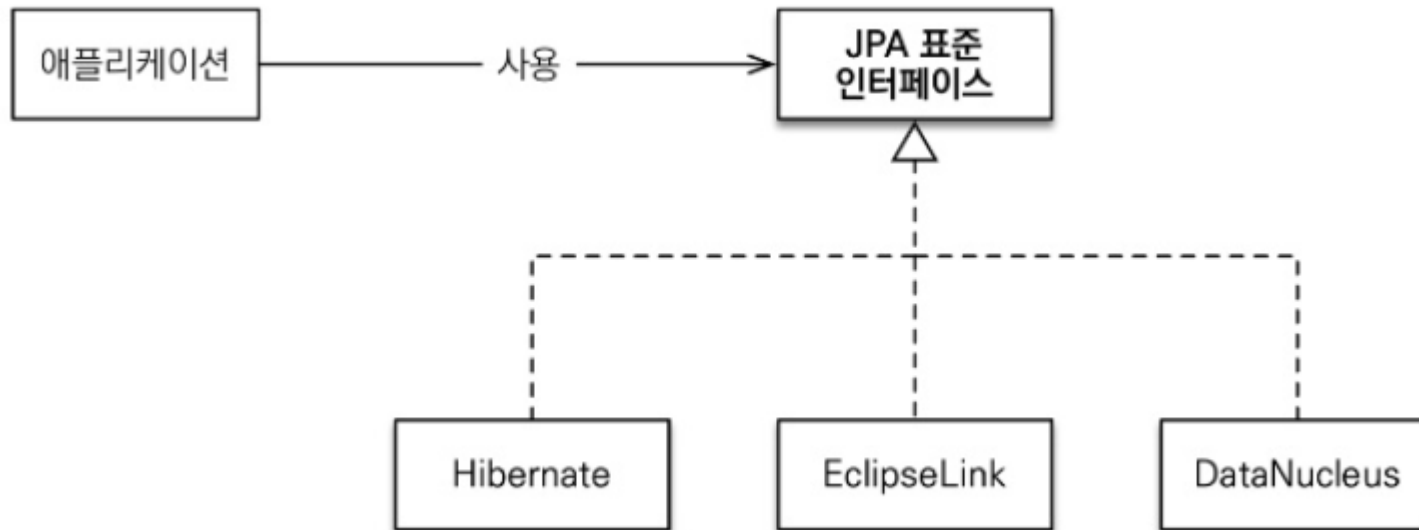 애플리케이션
사용
JPA 표준
인터페이스
Hibernate
EclipseLink
DataNucleus